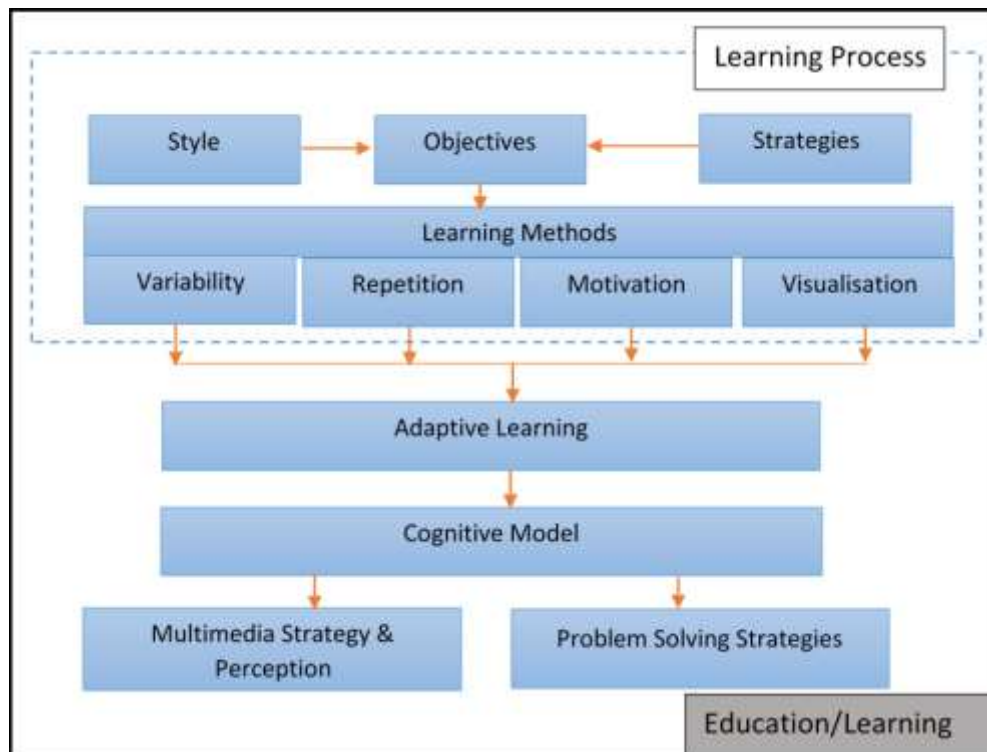 Learning Process
Style
Objectives
Strategies
Learning Methods
Variability
Repetition
Motivation
Visualisation
Adaptive Learning
Cognitive Model
Multimedia Strategy &
Perception
Problem Solving Strategies
Education/Learning